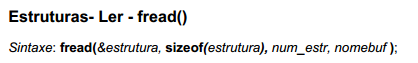 Estruturas- Ler - fread()
Sintaxe: fread(&estrutura, sizeof(estrutura), num_estr, nomebuf );